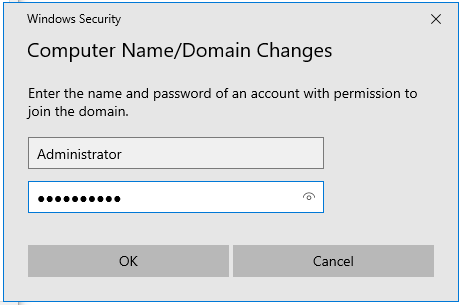 Windows Security
Computer Name/Domain Changes
Enter the name and password of an account with permission to
join the domain.
Administrator
●●●●●●●●●●
OK
Cancel